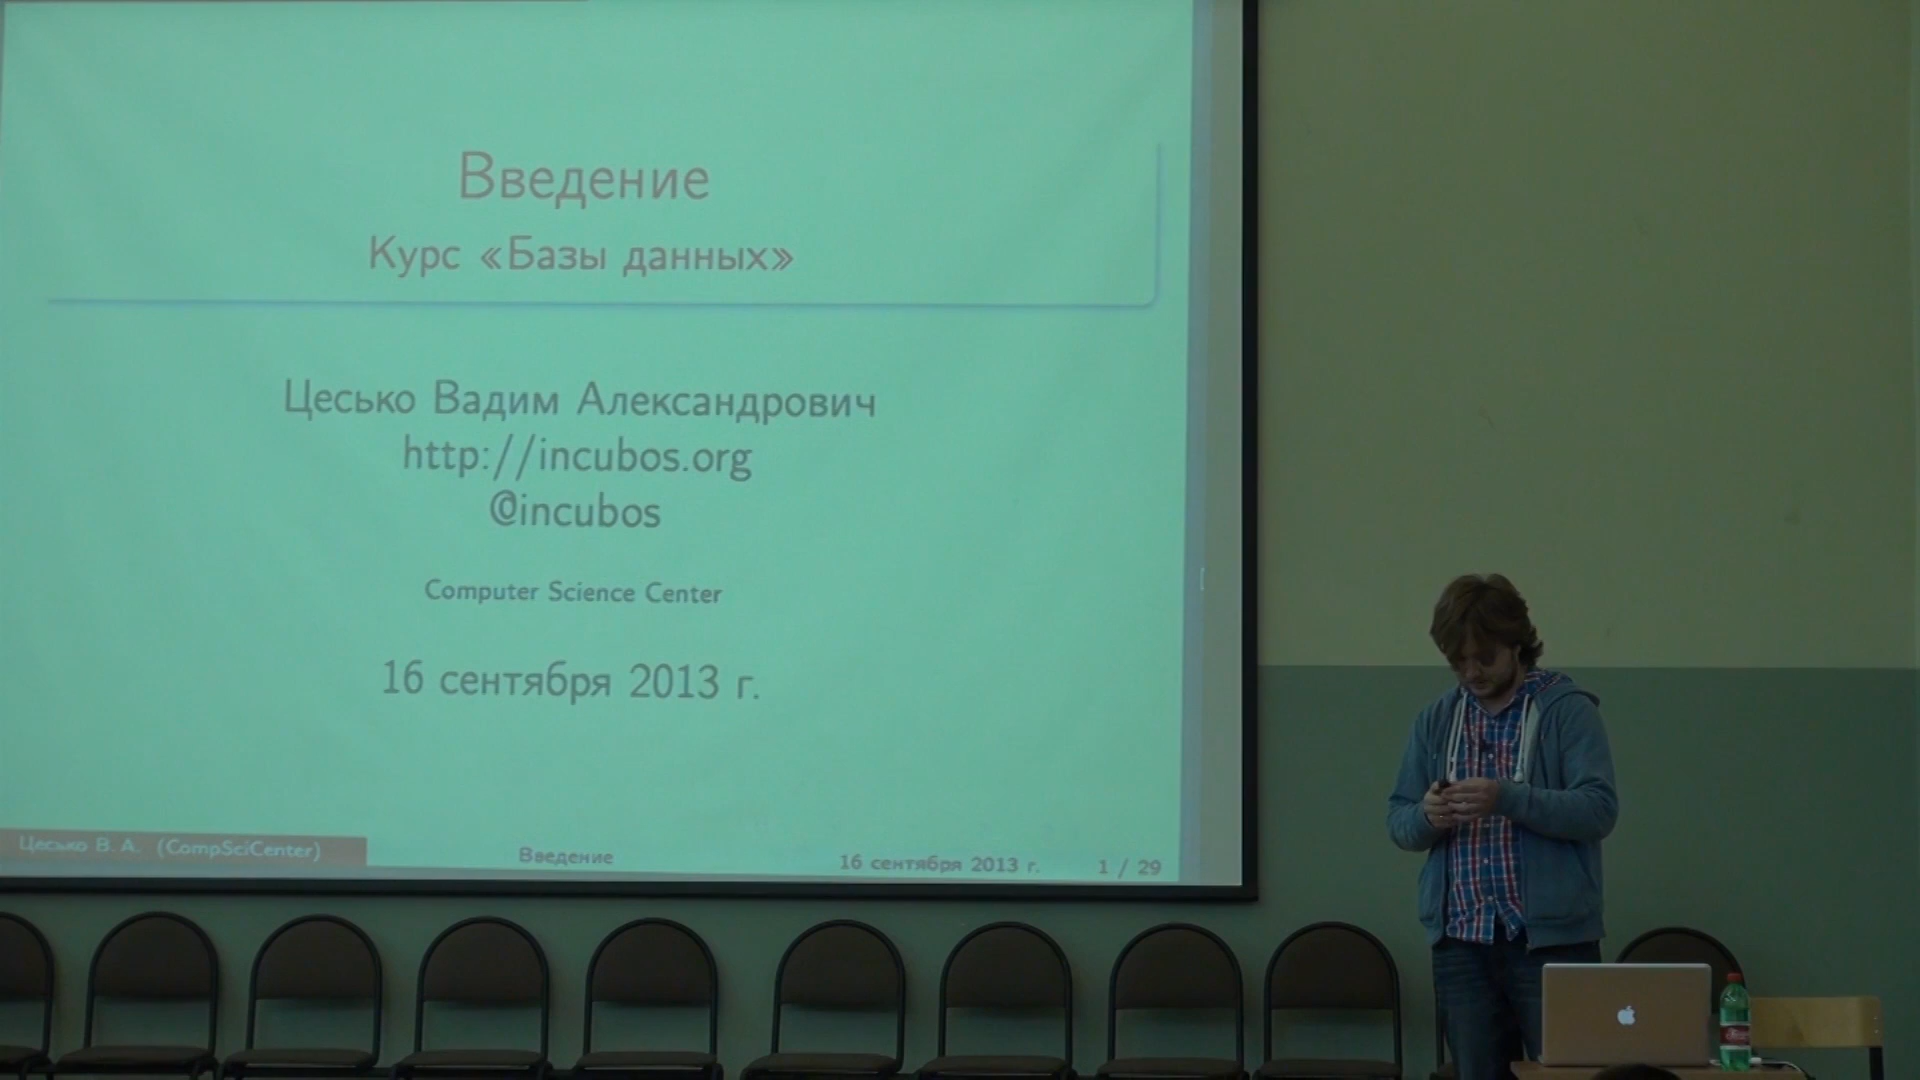 Введение
Курс «Базы данных»
Цесько Вадим Александрович
http://incubos.org
@incubos
Computer Science Center
16 сентября 2013 г.
Цесько В. А. (CompSciCenter)
Введение
16 сентября 2013 г.
1 / 29